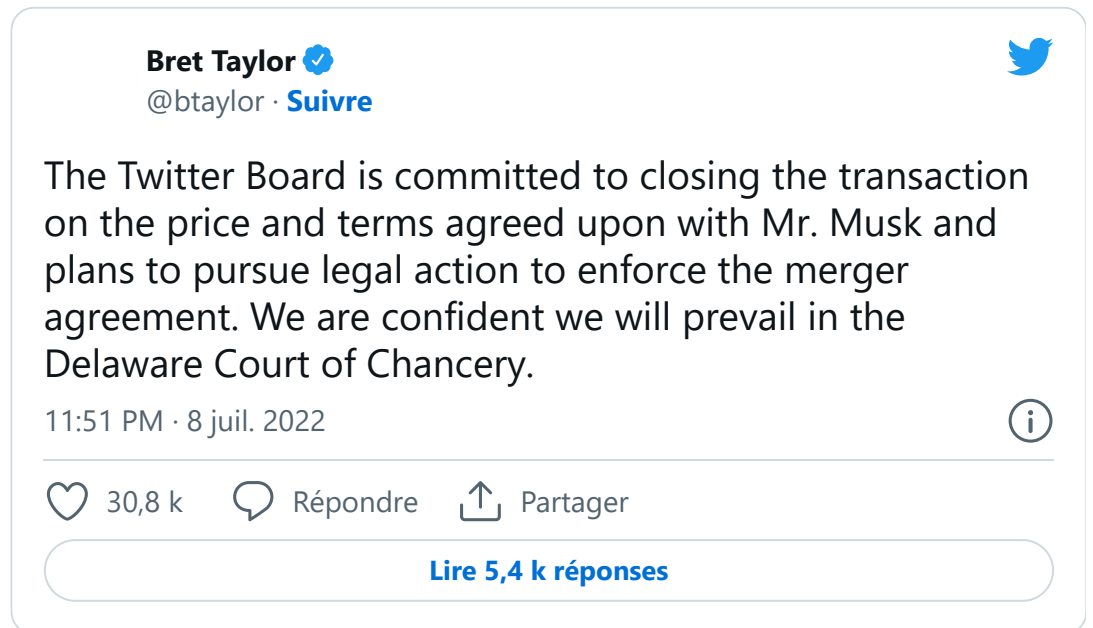 Bret Taylor
@btaylor · Suivre
The Twitter Board is committed to closing the transaction
on the price and terms agreed upon with Mr. Musk and
plans to pursue legal action to enforce the merger
agreement. We are confident we will prevail in the
Delaware Court of Chancery.
11:51 PM · 8 juil. 2022
30,8 k Répondre Partager
Lire 5,4 k réponses